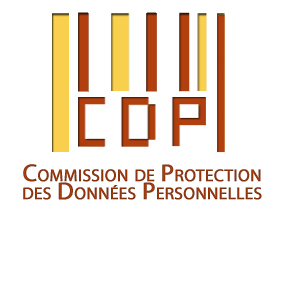 CDP
COMMISSION DE PROTECTION
DES DONNÉES PERSONNELLES